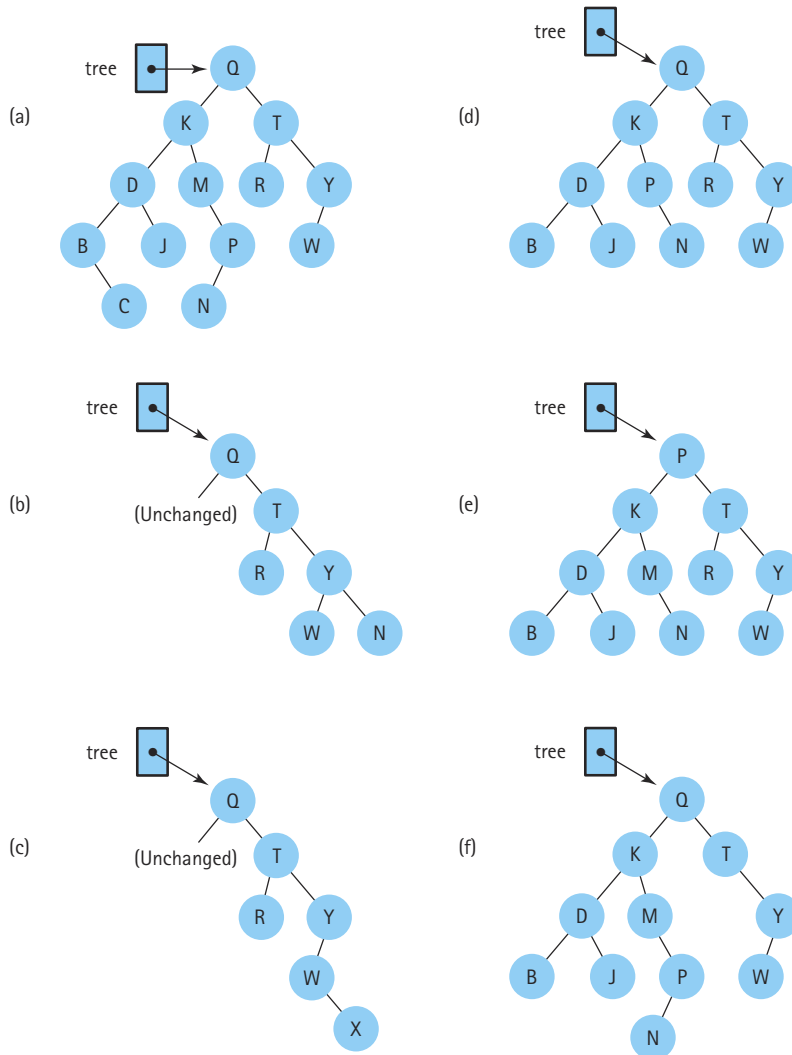 (a)
tree
Q
K T
D M R Y
B J P W
C N
(b)
tree
Q
(Unchanged) T
R Y
W N
(c)
tree
Q
(Unchanged) T
R Y
W
X
(d)
tree
Q
K T
D P R Y
B J N W
(e)
tree
P
K T
D M R Y
B J N W
(f)
tree
Q
K T
D M Y
B J P W
N